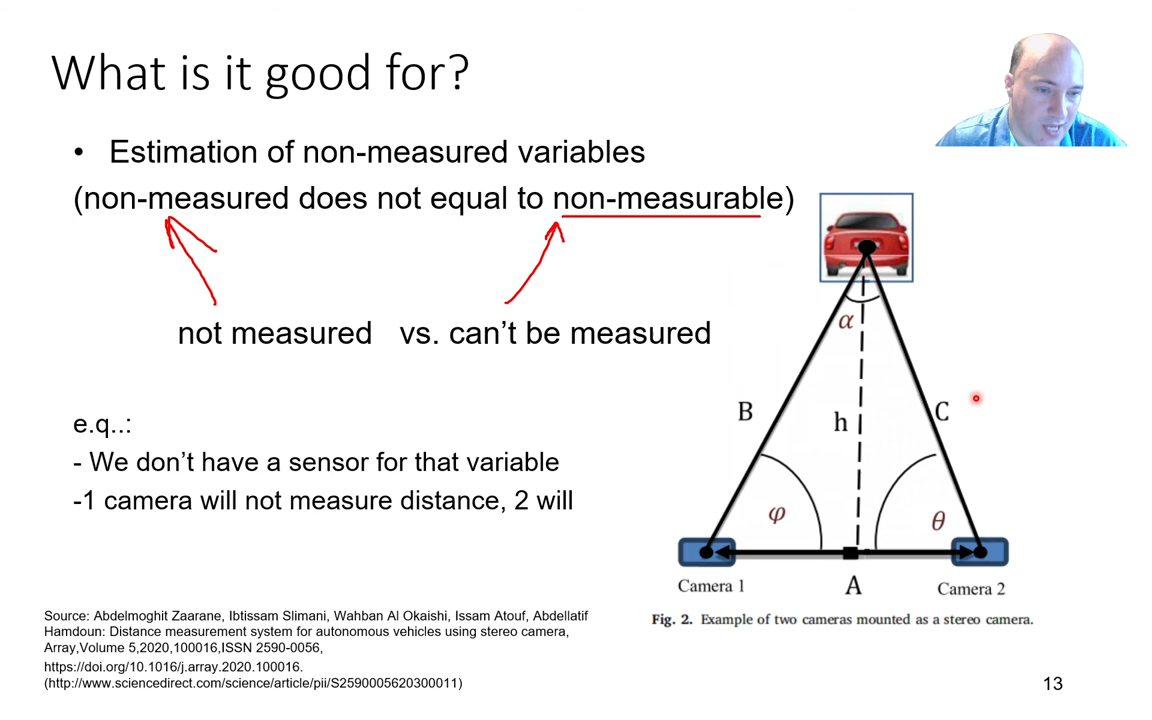 What is it good for?
• Estimation of non-measured variables
(non-measured does not equal to non-measurable)
not measured vs. can't be measured
e.q..:
- We don't have a sensor for that variable
-1 camera will not measure distance, 2 will
α
B
h
C
φ
θ
Camera 1
A
Camera 2
Fig. 2. Example of two cameras mounted as a stereo camera.
Source: Abdelmoghit Zaarane, Ibtissam Slimani, Wahban Al Okaishi, Issam Atouf, Abdellatif
Hamdoun: Distance measurement system for autonomous vehicles using stereo camera,
Array,Volume 5,2020,100016,ISSN 2590-0056,
https://doi.org/10.1016/j.array.2020.100016.
(http://www.sciencedirect.com/science/article/pii/S2590005620300011)
13